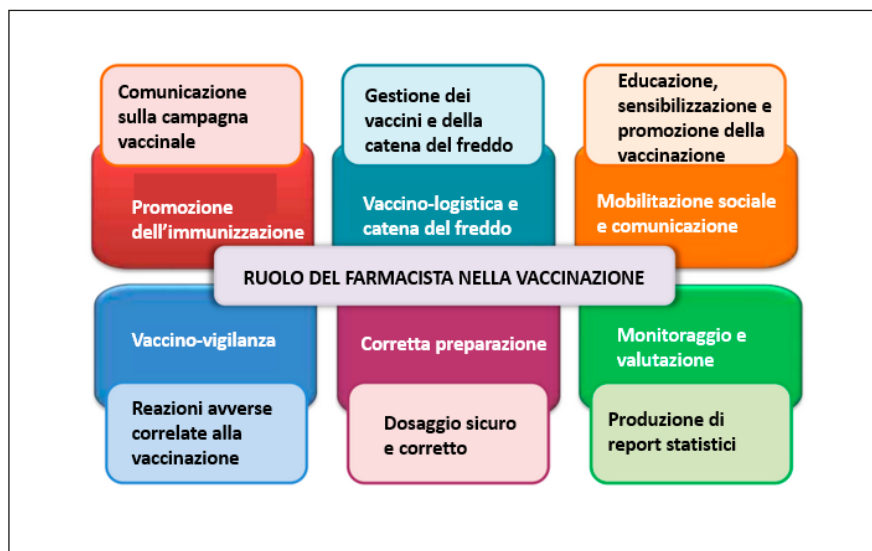 Comunicazione
sulla campagna
vaccinale
Promozione
dell'immunizzazione
Gestione dei
vaccini e della
catena del freddo
Vaccino-logistica e
catena del freddo
Educazione,
sensibilizzazione e
promozione della
vaccinazione
Mobilitazione sociale
e comunicazione
RUOLO DEL FARMACISTA NELLA VACCINAZIONE
Vaccino-vigilanza
Reazioni avverse
correlate alla
vaccinazione
Corretta preparazione
Dosaggio sicuro
e corretto
Monitoraggio e
valutazione
Produzione di
report statistici